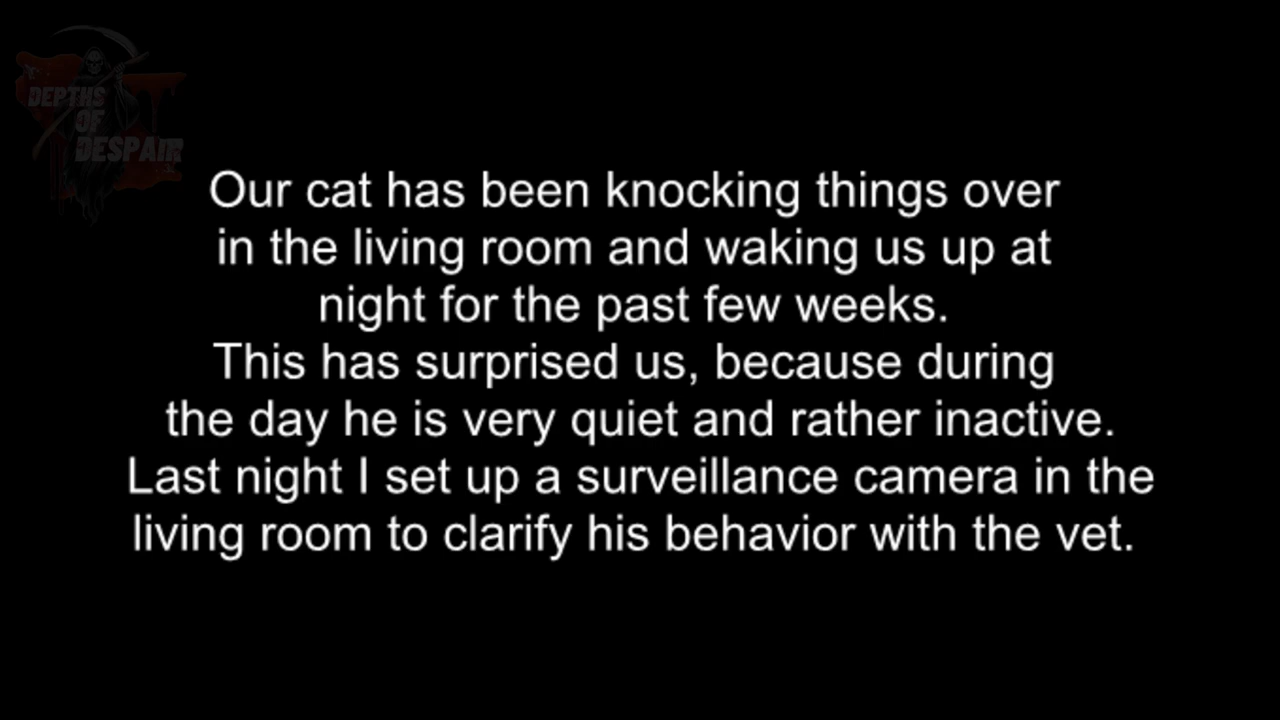 DEPTHS
OF
DESPAIR
Our cat has been knocking things over
in the living room and waking us up at
night for the past few weeks.
This has surprised us, because during
the day he is very quiet and rather inactive.
Last night I set up a surveillance camera in the
living room to clarify his behavior with the vet.